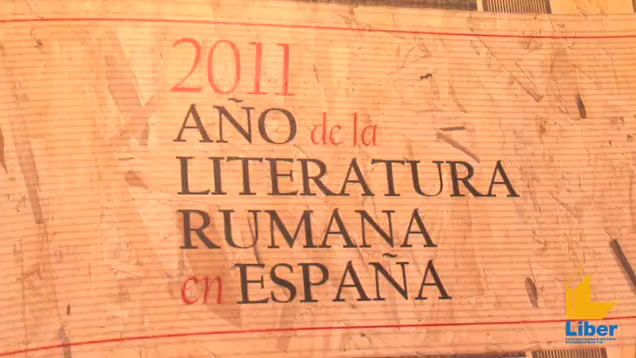 2011
AÑO de la
LITERATURA
RUMANA
en ESPAÑA
Liber